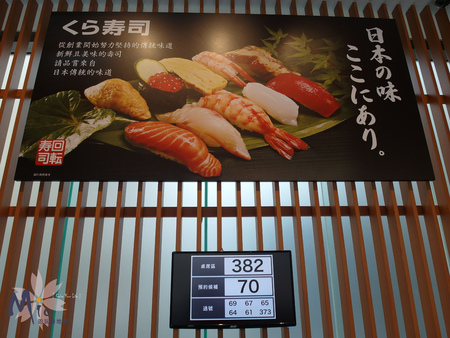 くら寿司
從創業開始努力堅持的傳統味道
新鮮且美味的壽司
請品嘗來自
日本傳統的味道
日本の味
ここにあり。
回転
寿司
桌席區 382
預約候補 70
過號 69 67 65
64 61 373